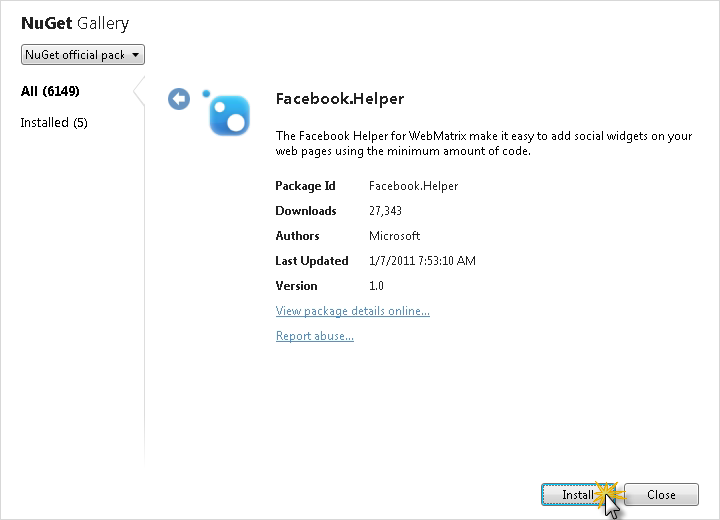 NuGet Gallery
NuGet official pack
All (6149)
Installed (5)
Facebook.Helper
The Facebook Helper for WebMatrix make it easy to add social widgets on your
web pages using the minimum amount of code.
Package Id Facebook.Helper
Downloads 27,343
Authors Microsoft
Last Updated 1/7/2011 7:53:10 AM
Version 1.0
View package details online...
Report abuse...
Install Close